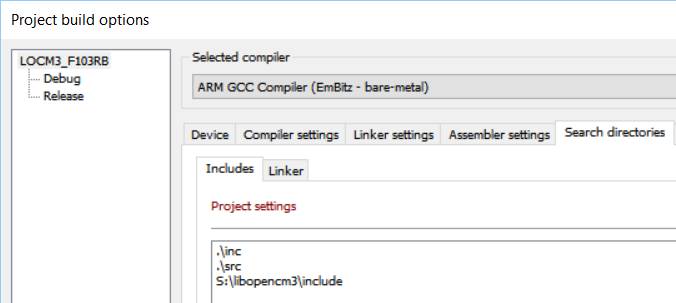 Project build options
LOCM3_F103RB
Debug
Release
Selected compiler
ARM GCC Compiler (EmBitz - bare-metal)
Device
Compiler settings
Linker settings
Assembler settings
Search directories
Includes
Linker
Project settings
.\inc
.\src
S:\libopencm3\include